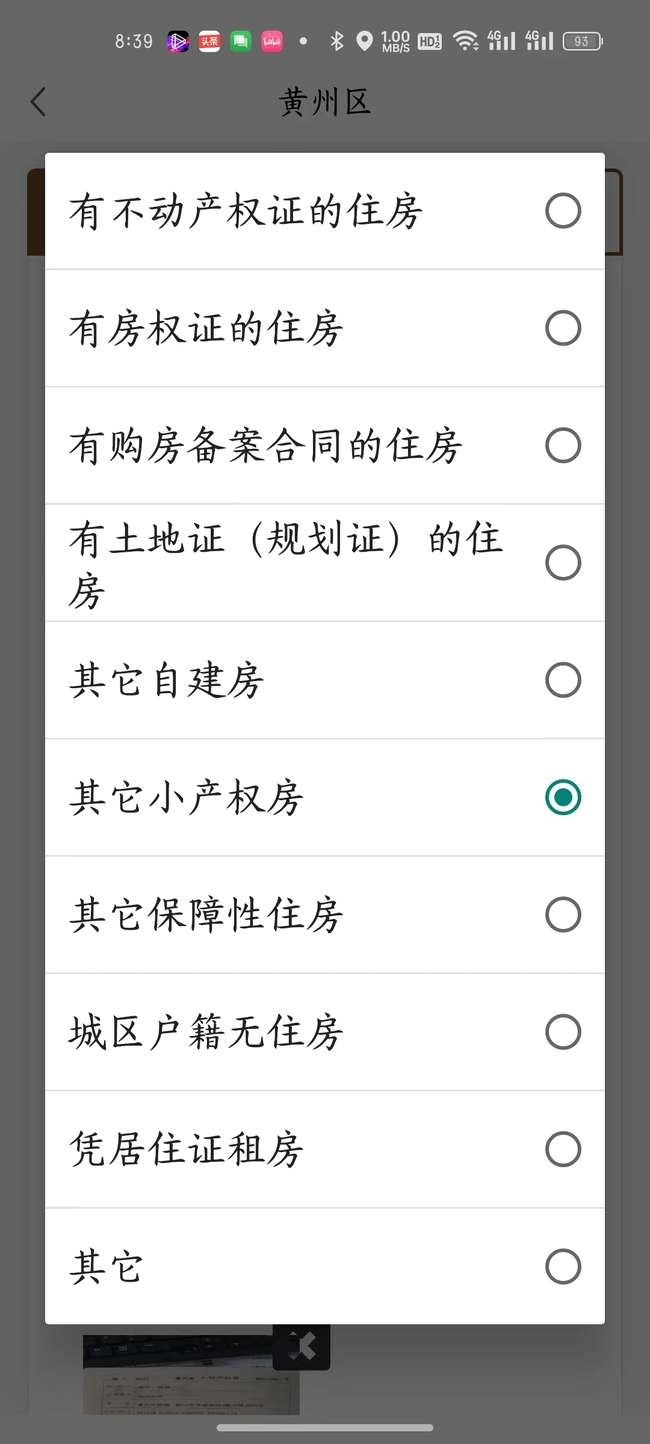 8:39
头条
1.00
MB/S
HD2
4G
4G
93
黄州区
有不动产权证的住房
有房权证的住房
有购房备案合同的住房
有土地证（规划证）的住
房
其它自建房
其它小产权房
其它保障性住房
城区户籍无住房
凭居住证租房
其它